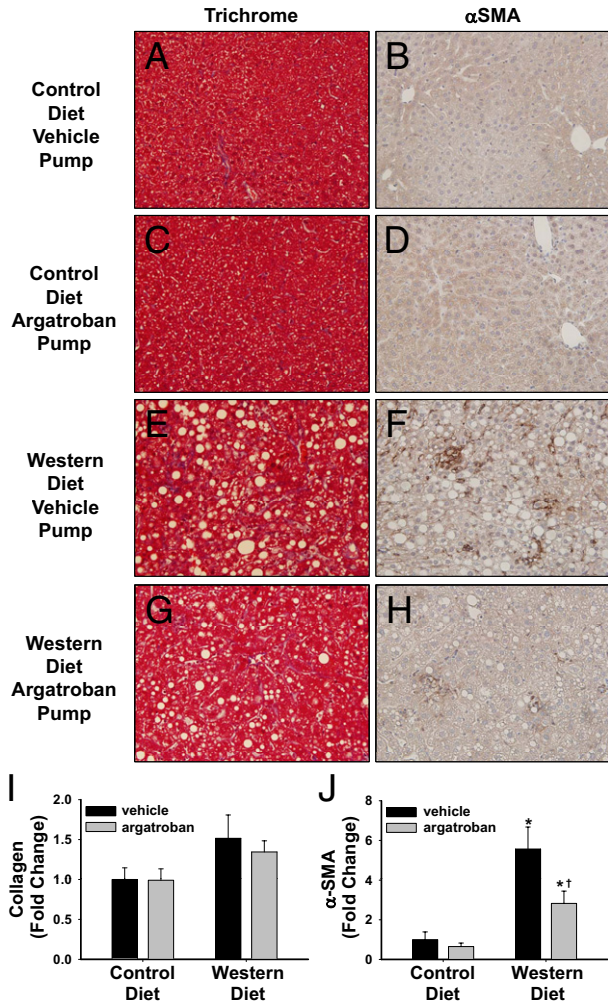 Trichrome
αSMA
Control
Diet
Vehicle
Pump
A
B
Control
Diet
Argatroban
Pump
C
D
Western
Diet
Vehicle
Pump
E
F
Western
Diet
Argatroban
Pump
G
H
I
Collagen
(Fold Change)
2.0
1.5
1.0
0.5
0.0
vehicle
argatroban
Control
Diet
Western
Diet
J
α-SMA
(Fold Change)
8
6
4
2
0
vehicle
argatroban
*
*†
Control
Diet
Western
Diet